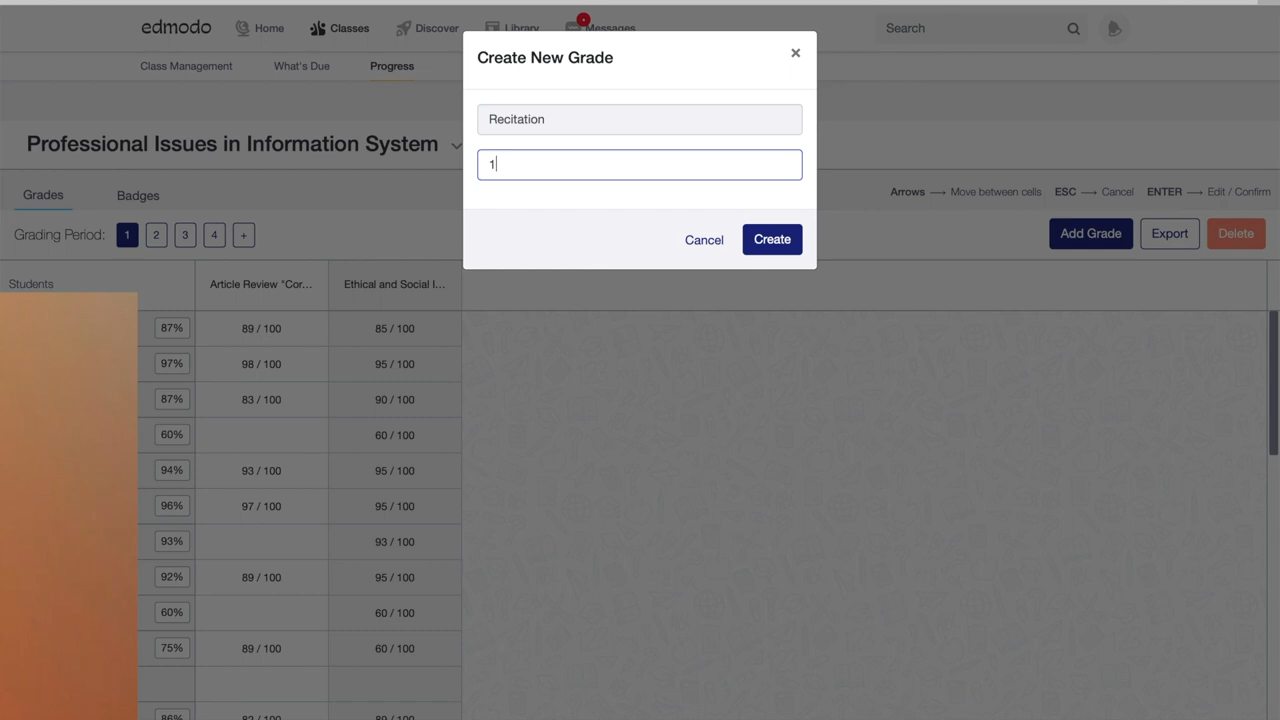 edmodo Home Classes Discover Library Messages Search
Class Management What's Due Progress
Create New Grade ×
Recitation
1
Cancel Create
Professional Issues in Information System
Grades Badges Arrows → Move between cells ESC → Cancel ENTER → Edit / Confirm
Grading Period: 1 2 3 4 + Add Grade Export Delete
Students Article Review "Cor... Ethical and Social I...
87% 89 / 100 85 / 100
97% 98 / 100 95 / 100
87% 83 / 100 90 / 100
60% 60 / 100
94% 93 / 100 95 / 100
96% 97 / 100 95 / 100
93% 93 / 100
92% 89 / 100 95 / 100
60% 60 / 100
75% 89 / 100 60 / 100
86% 82 / 100 89 / 100